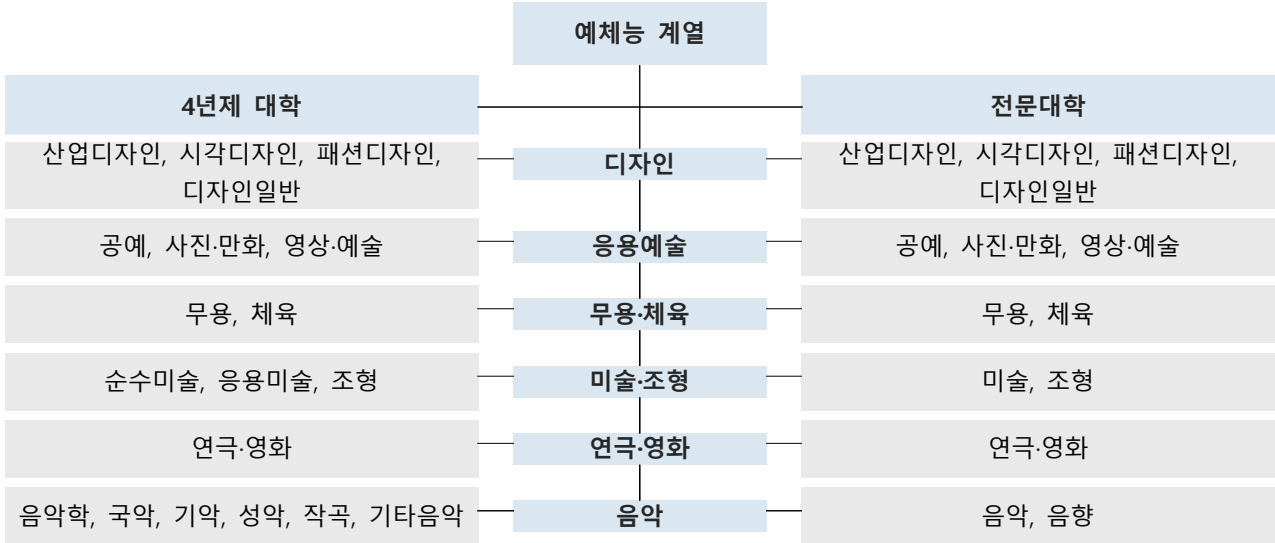 예체능 계열
4년제 대학
전문대학
산업디자인, 시각디자인, 패션디자인,
디자인일반
디자인
산업디자인, 시각디자인, 패션디자인,
디자인일반
공예, 사진·만화, 영상·예술
응용예술
공예, 사진·만화, 영상·예술
무용, 체육
무용·체육
무용, 체육
순수미술, 응용미술, 조형
미술·조형
미술, 조형
연극·영화
연극·영화
연극·영화
음악학, 국악, 기악, 성악, 작곡, 기타음악
음악
음악, 음향